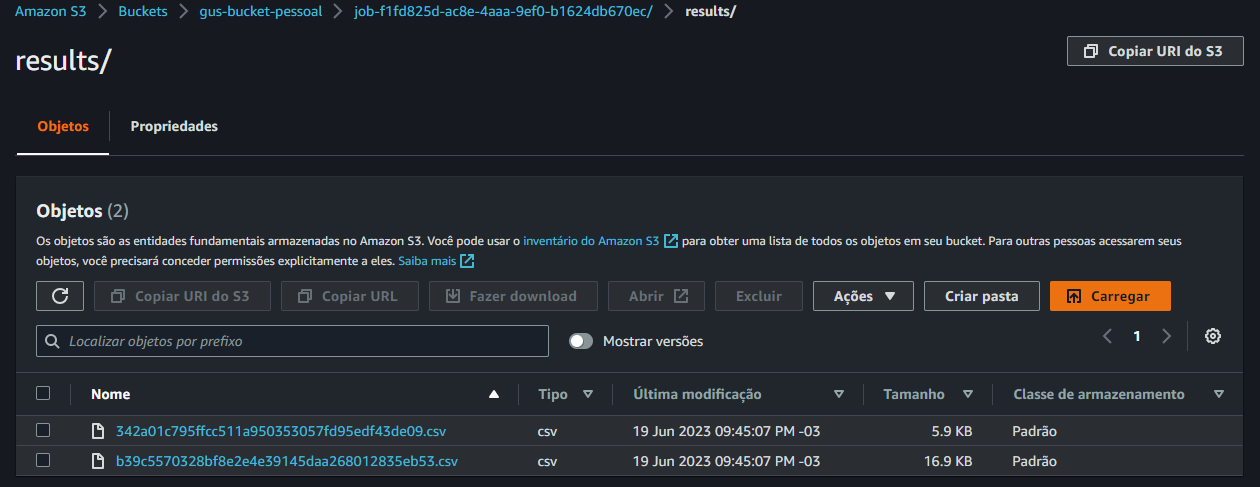 Amazon S3 > Buckets > gus-bucket-pessoal > job-f1fd825d-ac8e-4aaa-9ef0-b1624db670ec/ > results/
results/
Copiar URI do S3
Objetos Propriedades
Objetos (2)
Os objetos são as entidades fundamentais armazenadas no Amazon S3. Você pode usar o inventário do Amazon S3 para obter uma lista de todos os objetos em seu bucket. Para outras pessoas acessarem seus
objetos, você precisará conceder permissões explicitamente a eles. Saiba mais
Copiar URI do S3 Copiar URL Fazer download Abrir Excluir Ações Criar pasta Carregar
Localizar objetos por prefixo Mostrar versões 1
Nome Tipo Última modificação Tamanho Classe de armazenamento
342a01c795ffcc511a950353057fd95edf43de09.csv csv 19 Jun 2023 09:45:07 PM -03 5.9 KB Padrão
b39c5570328bf8e2e4e39145daa268012835eb53.csv csv 19 Jun 2023 09:45:07 PM -03 16.9 KB Padrão